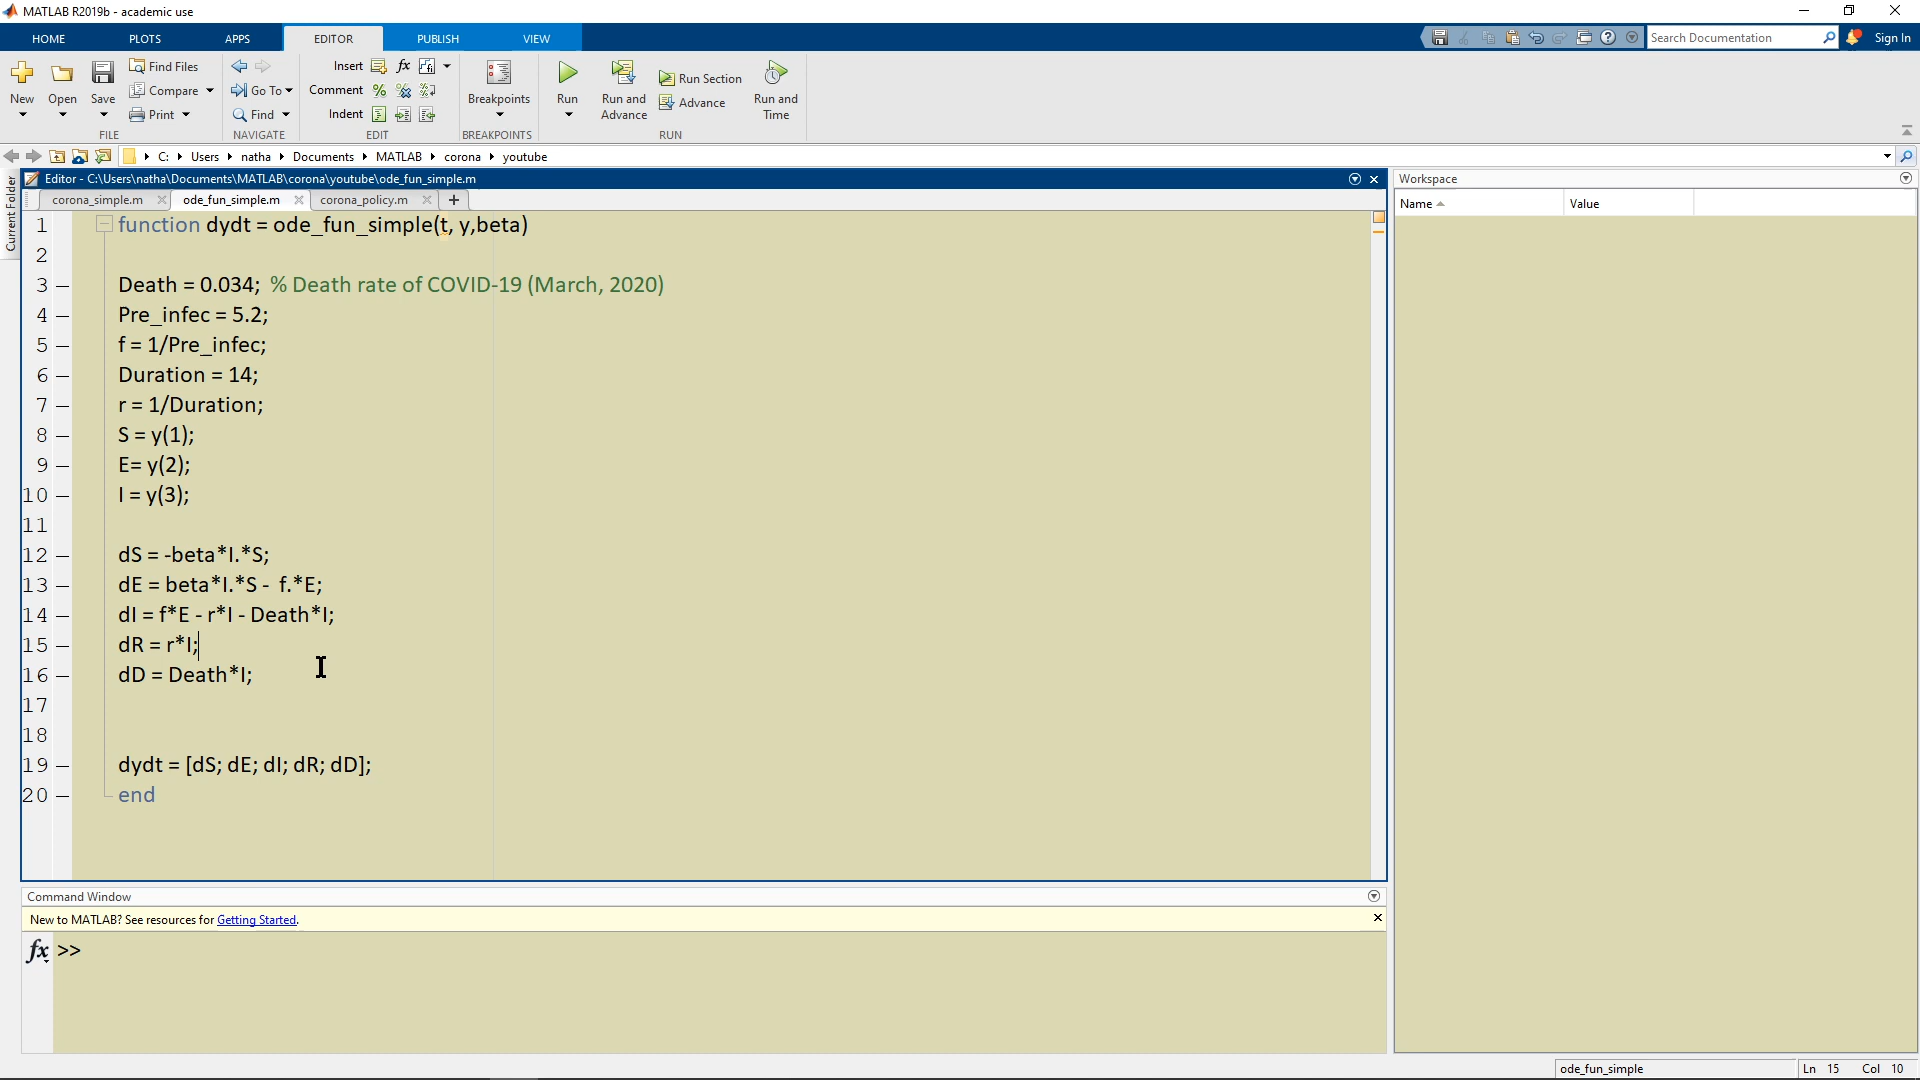 MATLAB R2019b - academic use
HOME PLOTS APPS EDITOR PUBLISH VIEW Search Documentation Sign In
Find Files Insert fx Run Section
New Open Save Compare Go To Comment Breakpoints Run Run and Advance Advance Run and Time
Print Find Indent
FILE NAVIGATE EDIT BREAKPOINTS RUN
C: Users natha Documents MATLAB corona youtube
Current Folder
Editor - C:\Users\natha\Documents\MATLAB\corona\youtube\ode_fun_simple.m
Workspace
corona_simple.m ode_fun_simple.m corona_policy.m +
Name Value
1 function dydt = ode_fun_simple(t, y,beta)
2
3 – Death = 0.034; % Death rate of COVID-19 (March, 2020)
4 – Pre_infec = 5.2;
5 – f = 1/Pre_infec;
6 – Duration = 14;
7 – r = 1/Duration;
8 – S = y(1);
9 – E= y(2);
10 – I = y(3);
11
12 – dS = -beta*I.*S;
13 – dE = beta*I.*S - f.*E;
14 – dI = f*E - r*I - Death*I;
15 – dR = r*I;
16 – dD = Death*I;
17
18
19 – dydt = [dS; dE; dI; dR; dD];
20 – end
Command Window
New to MATLAB? See resources for Getting Started.
fx >>
ode_fun_simple Ln 15 Col 10